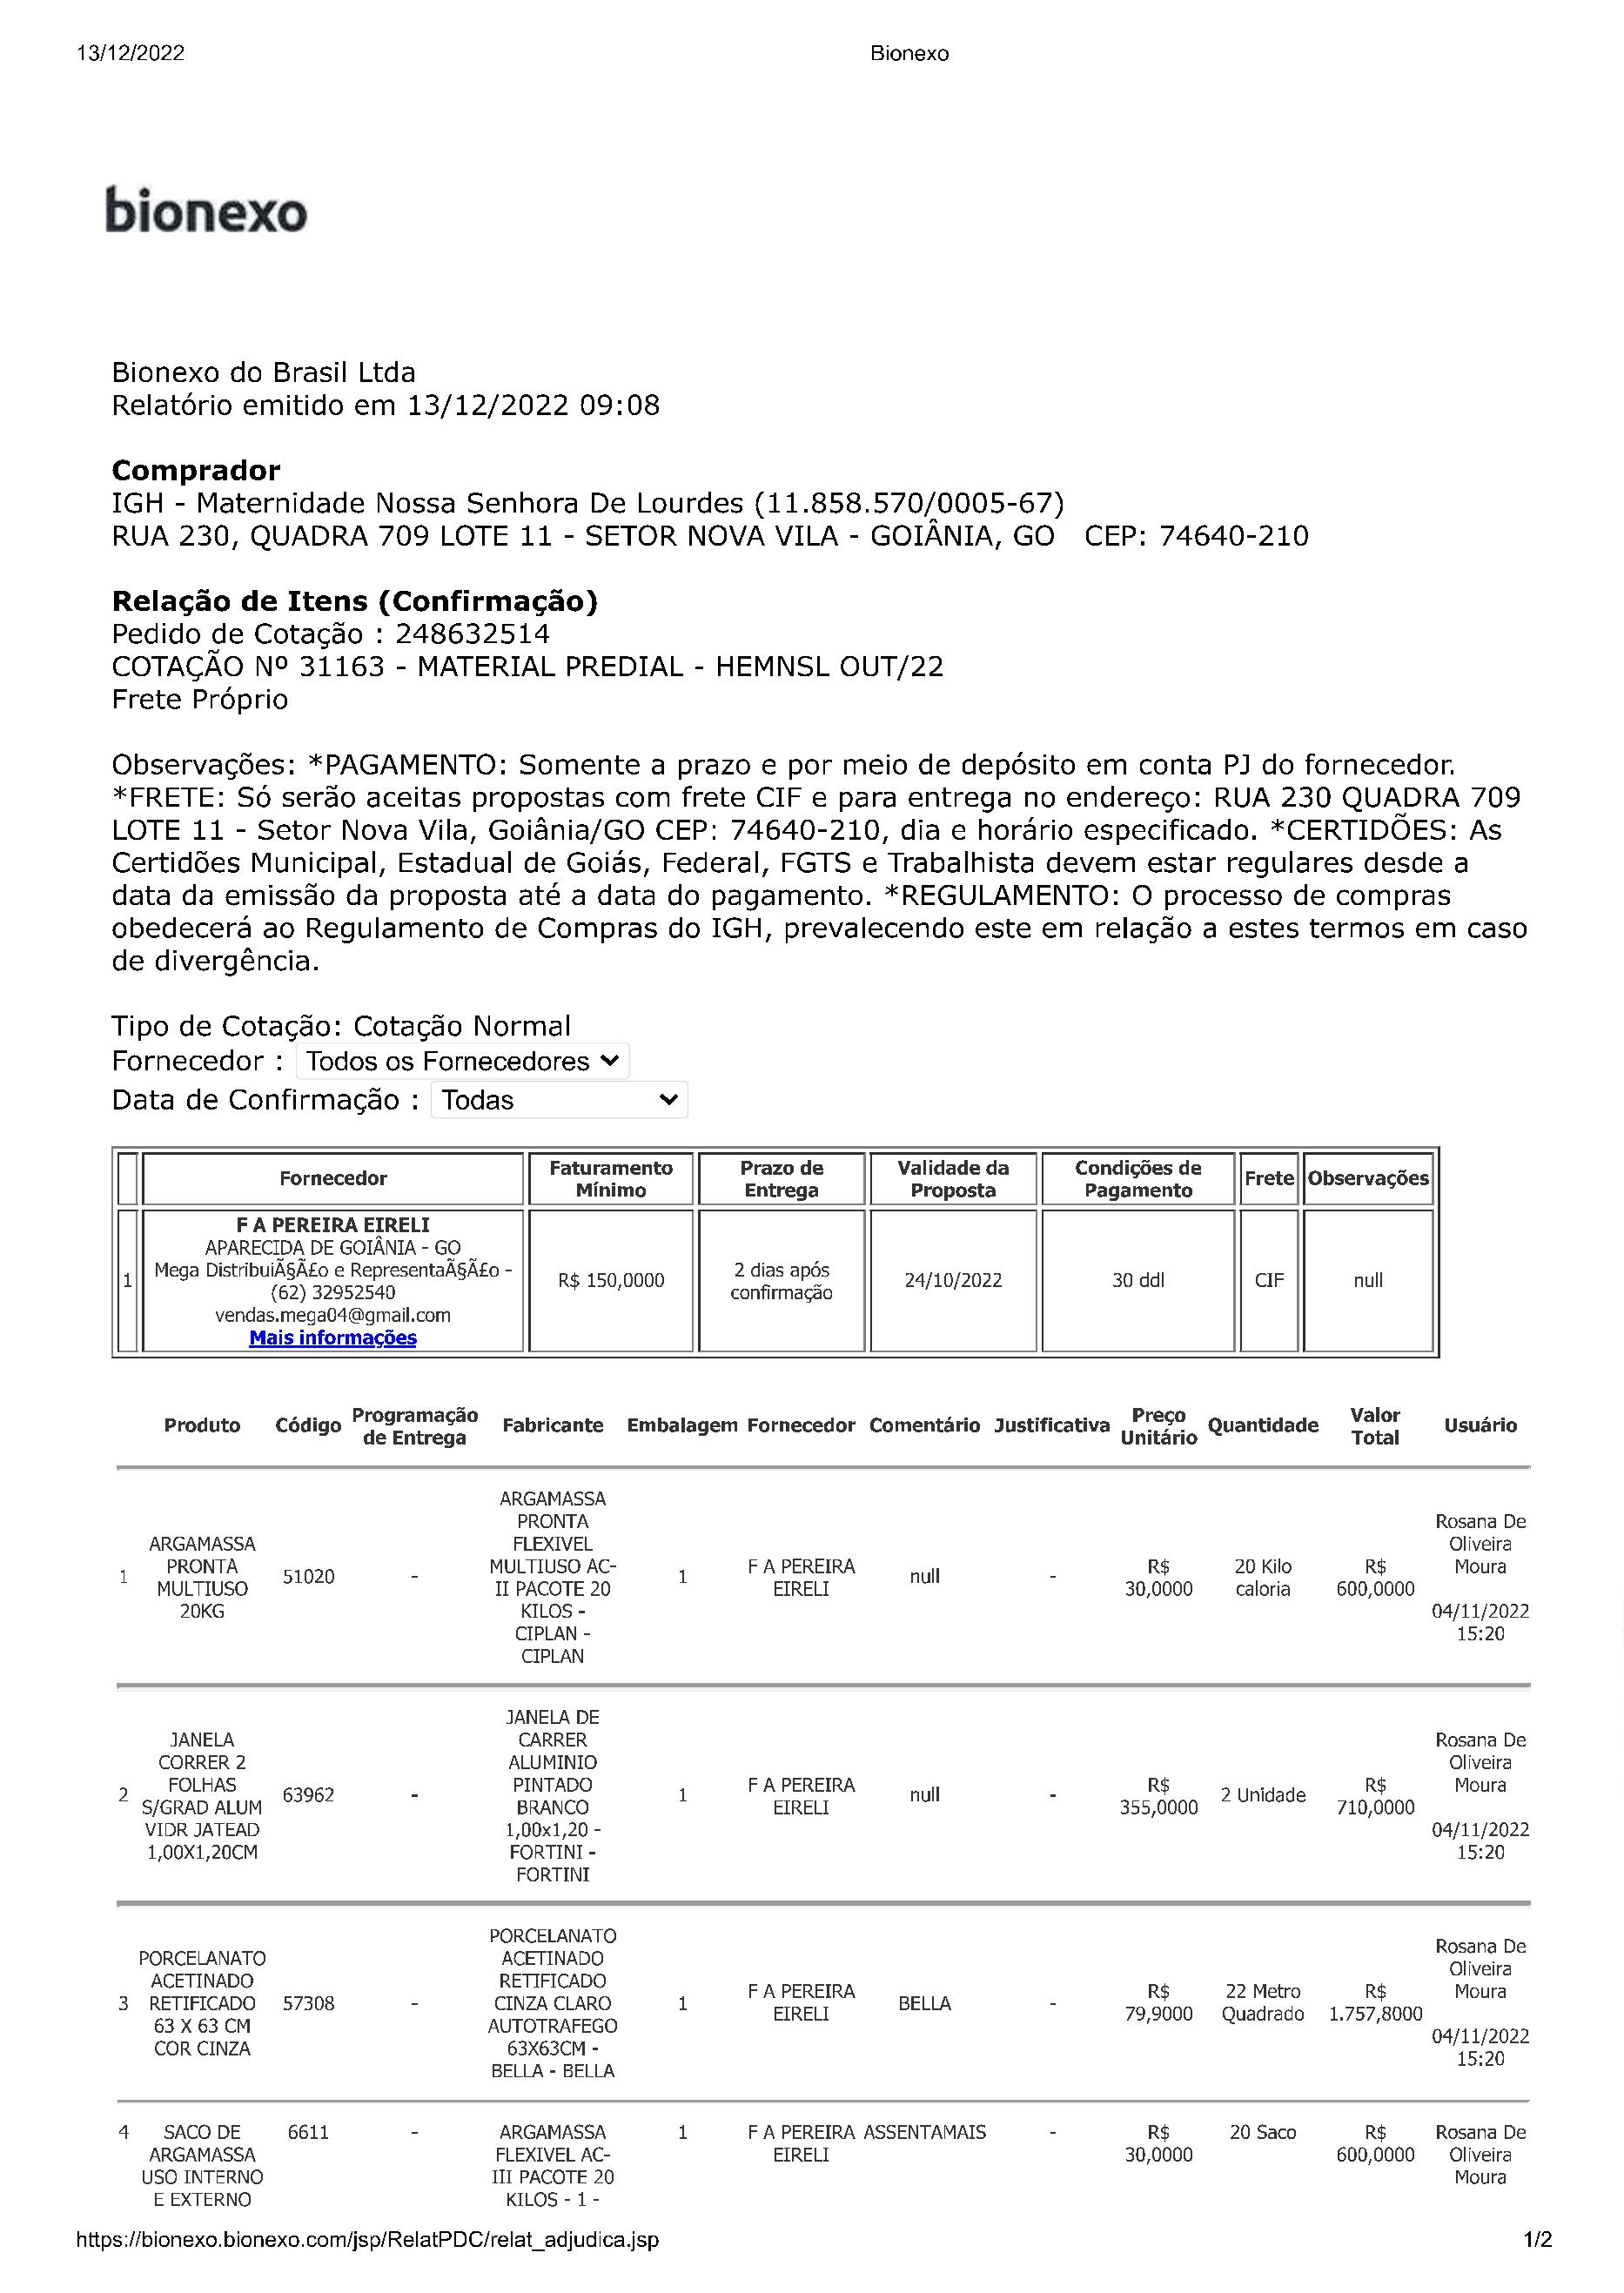 13/12/2022 Bionexo
bionexo
Bionexo do Brasil Ltda
Relatório emitido em 13/12/2022 09:08
Comprador
IGH - Maternidade Nossa Senhora De Lourdes (11.858.570/0005-67)
RUA 230, QUADRA 709 LOTE 11 - SETOR NOVA VILA - GOIÂNIA, GO CEP: 74640-210
Relação de Itens (Confirmação)
Pedido de Cotação : 248632514
COTAÇÃO Nº 31163 - MATERIAL PREDIAL - HEMNSL OUT/22
Frete Próprio
Observações: *PAGAMENTO: Somente a prazo e por meio de depósito em conta PJ do fornecedor.
*FRETE: Só serão aceitas propostas com frete CIF e para entrega no endereço: RUA 230 QUADRA 709
LOTE 11 - Setor Nova Vila, Goiânia/GO CEP: 74640-210, dia e horário especificado. *CERTIDÕES: As
Certidões Municipal, Estadual de Goiás, Federal, FGTS e Trabalhista devem estar regulares desde a
data da emissão da proposta até a data do pagamento. *REGULAMENTO: O processo de compras
obedecerá ao Regulamento de Compras do IGH, prevalecendo este em relação a estes termos em caso
de divergência.
Tipo de Cotação: Cotação Normal
Fornecedor : Todos os Fornecedores
Data de Confirmação : Todas
Fornecedor
Faturamento
Mínimo
Prazo de
Entrega
Validade da
Proposta
Condições de
Pagamento
Frete
Observações
1
F A PEREIRA EIRELI
APARECIDA DE GOIÂNIA - GO
Mega DistribuiÃ§Ã£o e RepresentaÃ§Ã£o -
(62) 32952540
vendas.mega04@gmail.com
Mais informações
R$ 150,0000
2 dias após
confirmação
24/10/2022
30 ddl
CIF
null
Produto
Código
Programação
de Entrega
Fabricante
Embalagem
Fornecedor
Comentário
Justificativa
Preço
Unitário
Quantidade
Valor
Total
Usuário
1
ARGAMASSA
PRONTA
MULTIUSO
20KG
51020
-
ARGAMASSA
PRONTA
FLEXIVEL
MULTIUSO AC-
II PACOTE 20
KILOS -
CIPLAN -
CIPLAN
1
F A PEREIRA
EIRELI
null
-
R$
30,0000
20 Kilo
caloria
R$
600,0000
Rosana De
Oliveira
Moura
04/11/2022
15:20
2
JANELA
CORRER 2
FOLHAS
S/GRAD ALUM
VIDR JATEAD
1,00X1,20CM
63962
-
JANELA DE
CARRER
ALUMINIO
PINTADO
BRANCO
1,00x1,20 -
FORTINI -
FORTINI
1
F A PEREIRA
EIRELI
null
-
R$
355,0000
2 Unidade
R$
710,0000
Rosana De
Oliveira
Moura
04/11/2022
15:20
3
PORCELANATO
ACETINADO
RETIFICADO
63 X 63 CM
COR CINZA
57308
-
PORCELANATO
ACETINADO
RETIFICADO
CINZA CLARO
AUTOTRAFEGO
63X63CM -
BELLA - BELLA
1
F A PEREIRA
EIRELI
BELLA
-
R$
79,9000
22 Metro
Quadrado
R$
1.757,8000
Rosana De
Oliveira
Moura
04/11/2022
15:20
4
SACO DE
ARGAMASSA
USO INTERNO
E EXTERNO
6611
-
ARGAMASSA
FLEXIVEL AC-
III PACOTE 20
KILOS - 1 -
1
F A PEREIRA
EIRELI
ASSENTAMAIS
-
R$
30,0000
20 Saco
R$
600,0000
Rosana De
Oliveira
Moura
https://bionexo.bionexo.com/jsp/RelatPDC/relat_adjudica.jsp 1/2